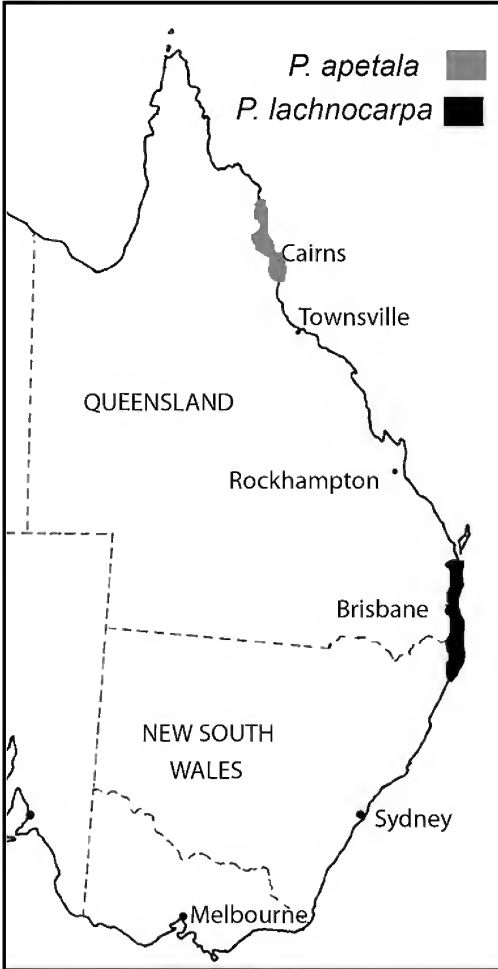 P. apetala
P. lachnocarpa
Cairns
Townsville
QUEENSLAND
Rockhampton
Brisbane
NEW SOUTH
WALES
Sydney
Melbourne